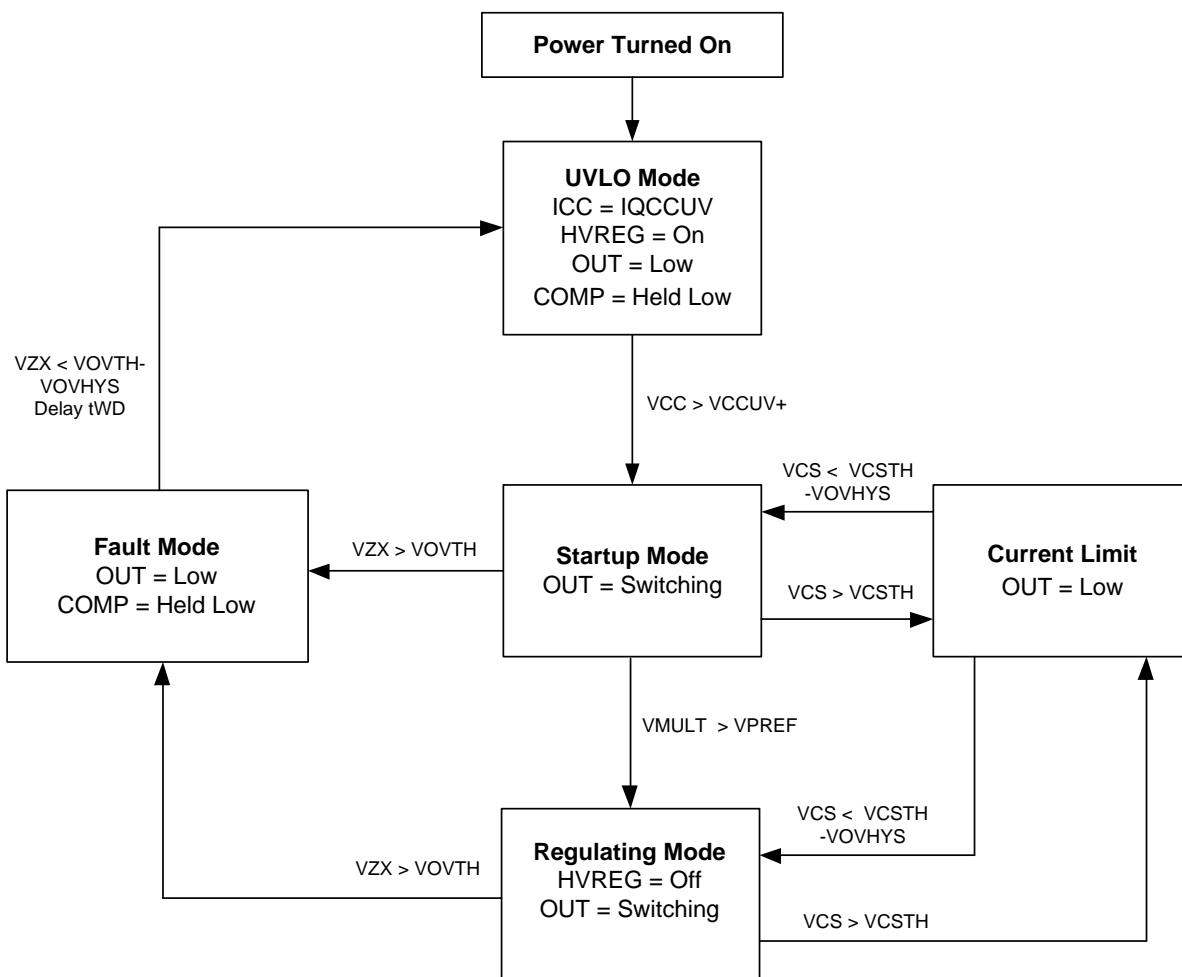 Power Turned On
UVLO Mode
ICC = IQCCUV
HVREG = On
OUT = Low
COMP = Held Low
VZX < VOVTH-
VOVHYS
Delay tWD
VCC > VCCUV+
VCS < VCSTH
-VOVHYS
Fault Mode
OUT = Low
COMP = Held Low
VZX > VOVTH
Startup Mode
OUT = Switching
VCS > VCSTH
Current Limit
OUT = Low
VMULT > VPREF
VCS < VCSTH
-VOVHYS
VZX > VOVTH
Regulating Mode
HVREG = Off
OUT = Switching
VCS > VCSTH